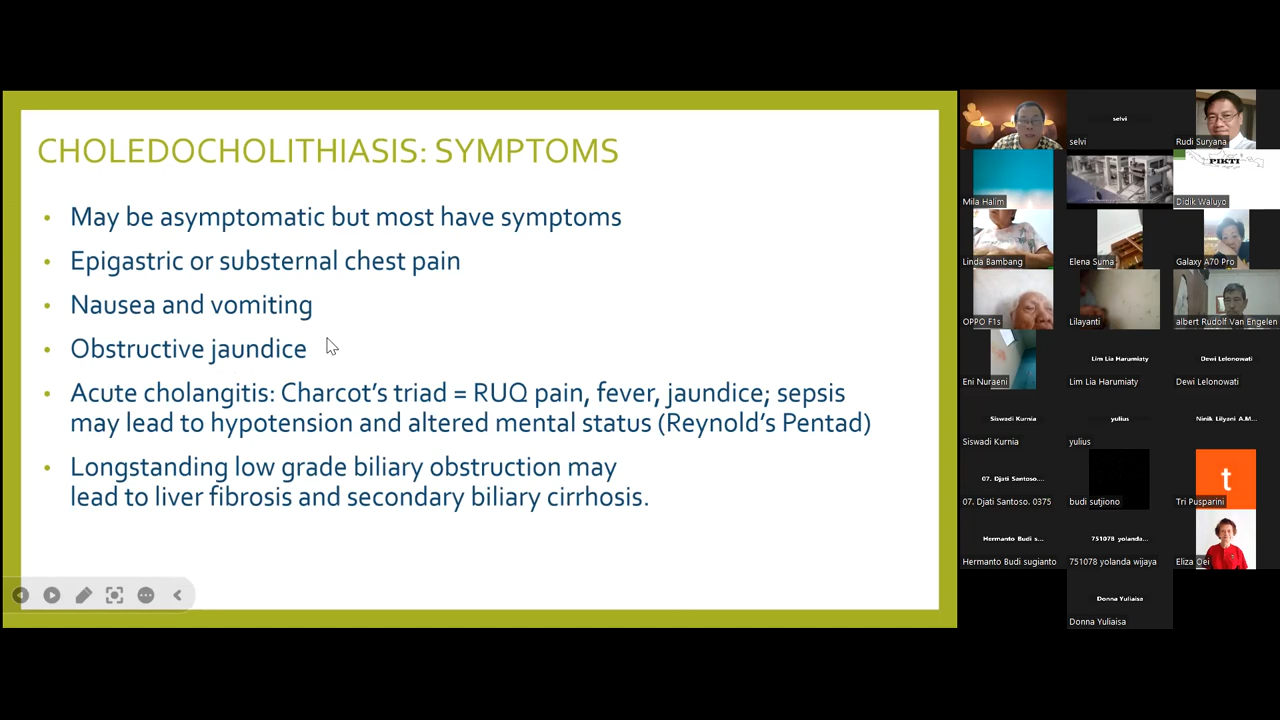 CHOLEDOCHOLITHIASIS: SYMPTOMS
• May be asymptomatic but most have symptoms
• Epigastric or substernal chest pain
• Nausea and vomiting
• Obstructive jaundice
• Acute cholangitis: Charcot's triad = RUQ pain, fever, jaundice; sepsis
may lead to hypotension and altered mental status (Reynold's Pentad)
• Longstanding low grade biliary obstruction may
lead to liver fibrosis and secondary biliary cirrhosis.
selvi
selvi
Rudi Suryana
PIKTI
Mila Halim
Didik Waluyo
Linda Bambang
Elena Suma
Galaxy A70 Pro
OPPO F1s
Lilayanti
albert Rudolf Van Engelen
Eni Nuraeni
Lim Lia Harumiaty
Lim Lia Harumiaty
Dewi Lelonowati
Dewi Lelonowati
Siswadi Kurnia
Siswadi Kurnia
yulius
yulius
Ninik Lilyani A.M...
07. Djati Santoso....
07. Djati Santoso. 0375
budi sutjiono
t
Tri Pusparini
Hermanto Budi s...
Hermanto Budi sugianto
751078 yolanda...
751078 yolanda wijaya
Eliza Oei
Donna Yuliaisa
Donna Yuliaisa